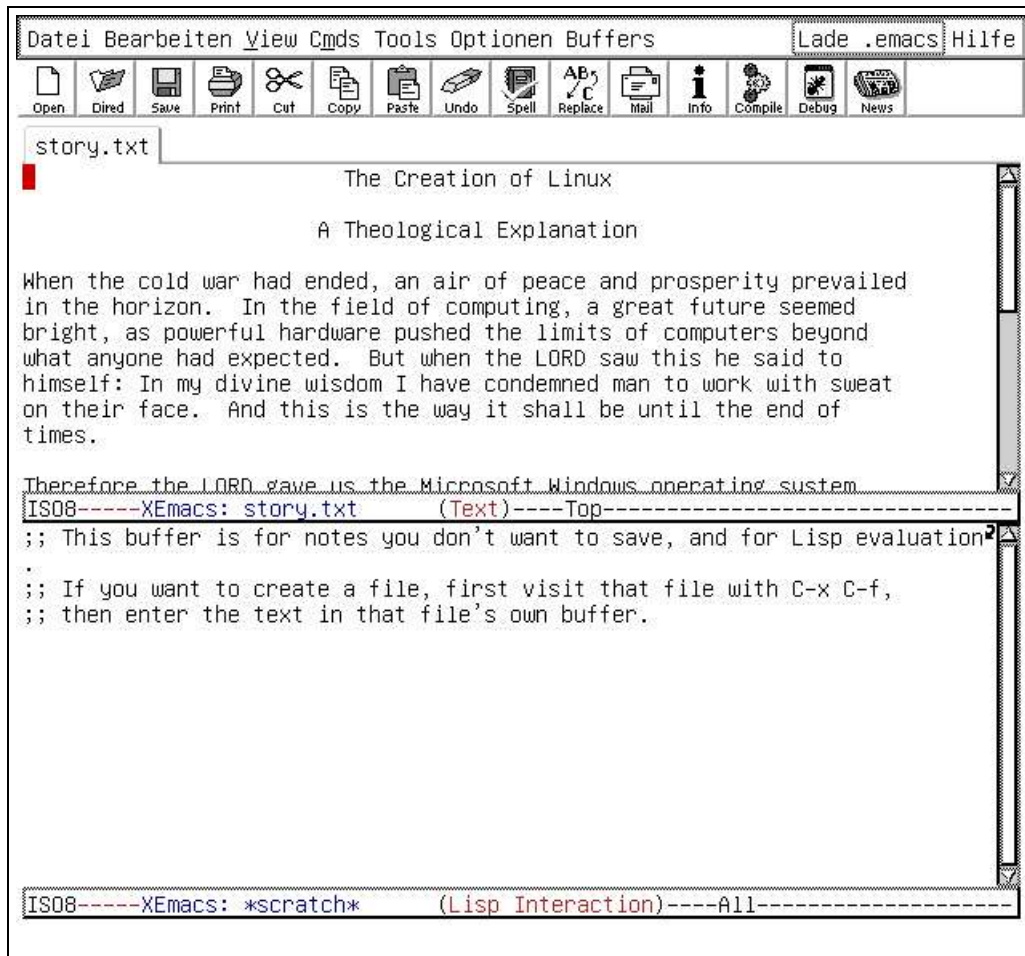 Datei Bearbeiten View Cmds Tools Optionen Buffers Lade .emacs Hilfe
Open Dired Save Print Cut Copy Paste Undo Spell Replace Mail Info Compile Debug News
story.txt
The Creation of Linux
A Theological Explanation
When the cold war had ended, an air of peace and prosperity prevailed
in the horizon.  In the field of computing, a great future seemed
bright, as powerful hardware pushed the limits of computers beyond
what anyone had expected.  But when the LORD saw this he said to
himself: In my divine wisdom I have condemned man to work with sweat
on their face.  And this is the way it shall be until the end of
times.
Therefore the LORD gave us the Microsoft Windows operating system
ISO8-----XEmacs: story.txt      (Text)----Top-------------------------------
;; This buffer is for notes you don't want to save, and for Lisp evaluation
.
;; If you want to create a file, first visit that file with C-x C-f,
;; then enter the text in that file's own buffer.
ISO8-----XEmacs: *scratch*      (Lisp Interaction)----All-------------------